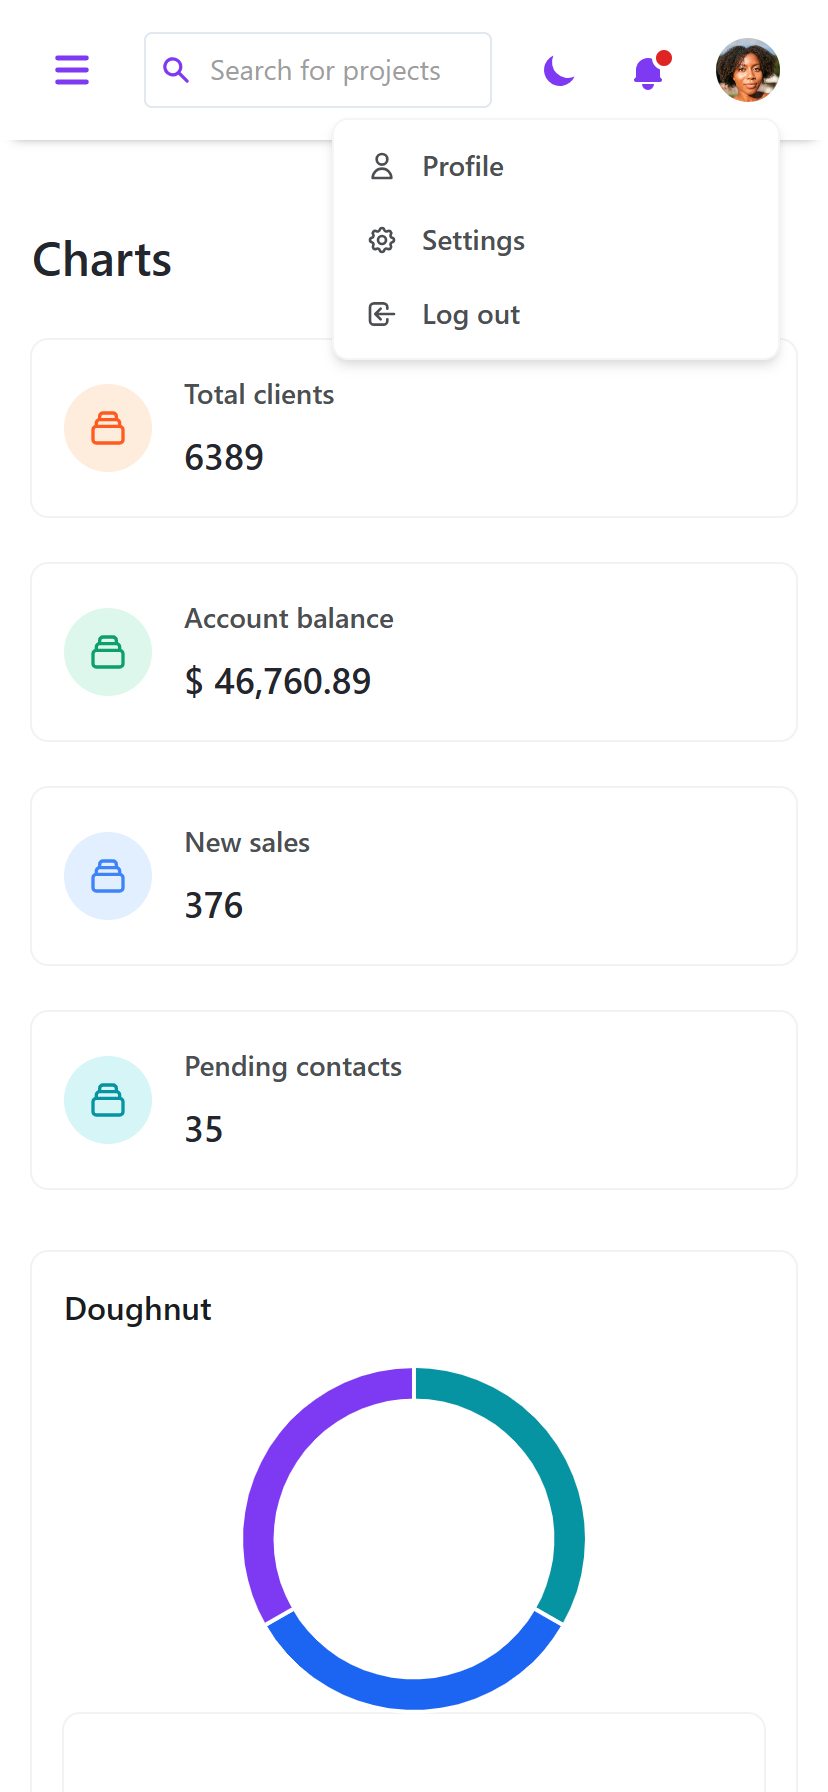 Search for projects
Profile
Settings
Log out
Charts
Total clients
6389
Account balance
$ 46,760.89
New sales
376
Pending contacts
35
Doughnut